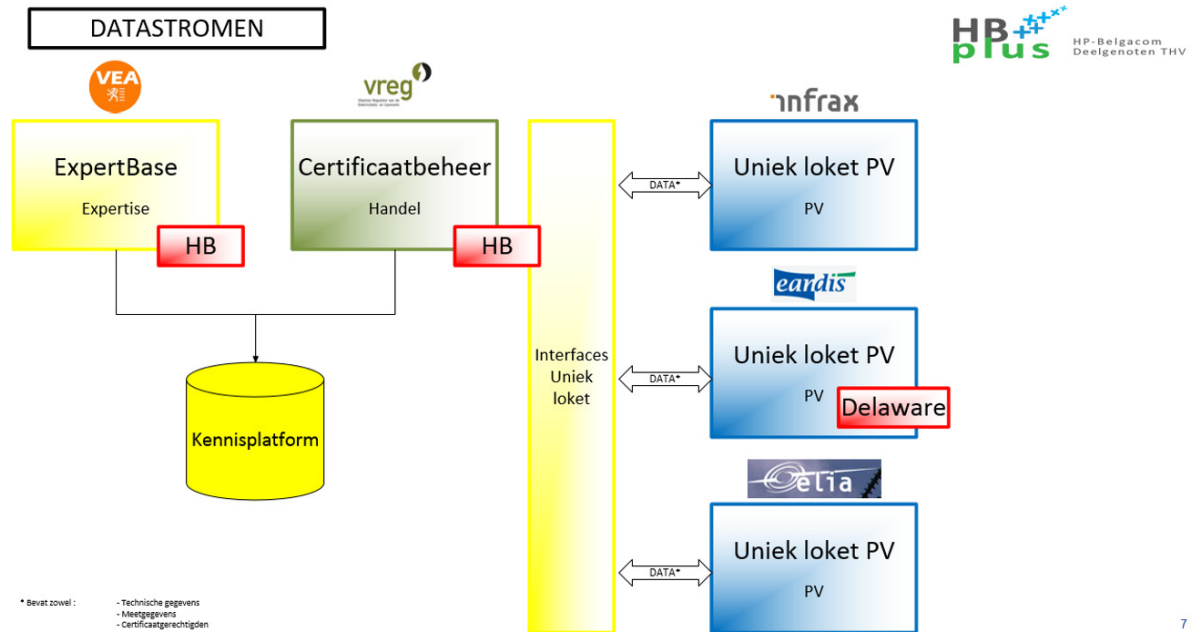 DATASTROMEN
HB
plus
HP-Belgacom
Deelgenoten THV
VEA
vreg
infrax
ExpertBase
Expertise
HB
Certificaatbeheer
Handel
HB
Interfaces
Uniek
loket
DATA*
Uniek loket PV
PV
eandis
DATA*
Uniek loket PV
PV
Delaware
Kennisplatform
elia
DATA*
Uniek loket PV
PV
* Bevat zowel :
- Technische gegevens
- Meetgegevens
- Certificaatgerechtigden
7